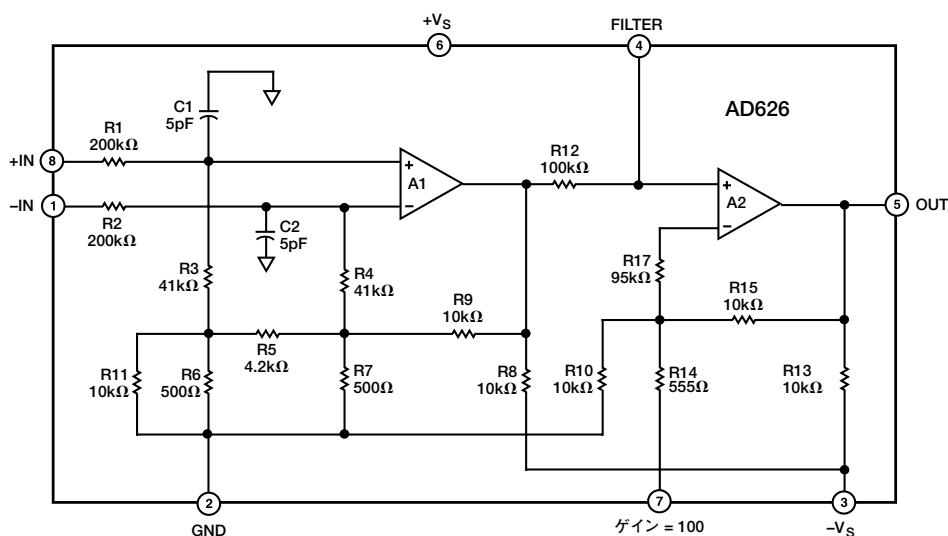 +VS
6
FILTER
4
AD626
C1
5pF
R1
200kΩ
+IN
8
–IN
1
R2
200kΩ
C2
5pF
+
A1
–
R12
100kΩ
+
A2
–
5
OUT
R3
41kΩ
R4
41kΩ
R17
95kΩ
R9
10kΩ
R15
10kΩ
R5
4.2kΩ
R11
10kΩ
R6
500Ω
R7
500Ω
R8
10kΩ
R10
10kΩ
R14
555Ω
R13
10kΩ
2
GND
7
ゲイン = 100
3
–VS